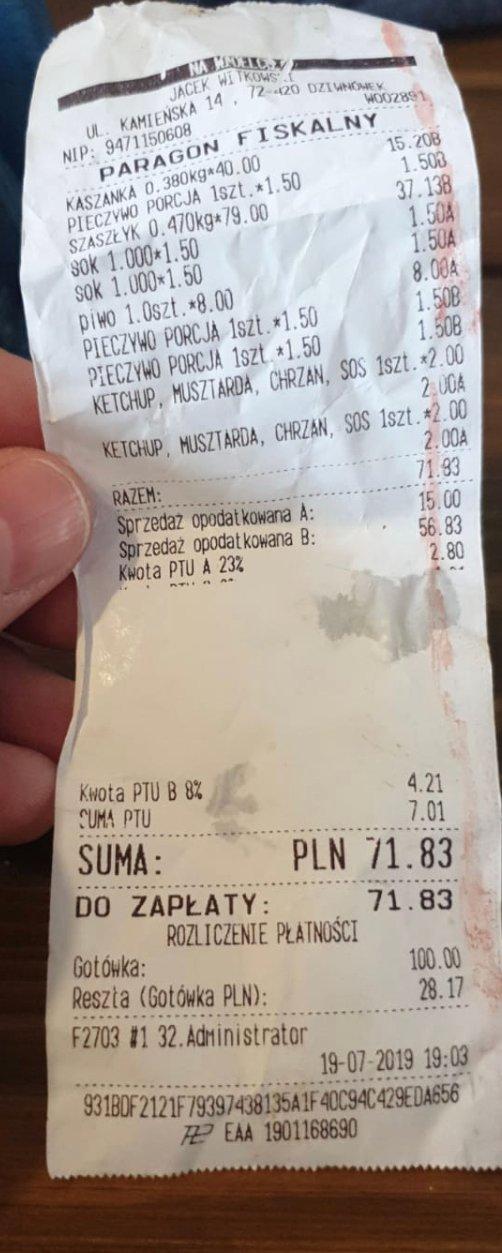 JACEK WITKOWSKI
UL. KAMIEŃSKA 14 , 72-420 DZIWNÓWEK
NIP: 9471150608 W002891
PARAGON FISKALNY
KASZANKA 0.380kg*40.00 15.20B
PIECZYWO PORCJA 1szt.*1.50 1.50B
SZASZŁYK 0.470kg*79.00 37.13B
sok 1.000*1.50 1.50A
sok 1.000*1.50 1.50A
piwo 1.0szt.*8.00 8.00A
PIECZYWO PORCJA 1szt.*1.50 1.50B
PIECZYWO PORCJA 1szt.*1.50 1.50B
KETCHUP, MUSZTARDA, CHRZAN, SOS 1szt.*2.00
2.00A
KETCHUP, MUSZTARDA, CHRZAN, SOS 1szt.*2.00
2.00A
RAZEM: 71.83
Sprzedaż opodatkowana A: 15.00
Sprzedaż opodatkowana B: 56.83
Kwota PTU A 23% 2.80
Kwota PTU B 8% 4.21
SUMA PTU 7.01
SUMA: PLN 71.83
DO ZAPŁATY: 71.83
ROZLICZENIE PŁATNOŚCI
Gotówka: 100.00
Reszta (Gotówka PLN): 28.17
F2703 #1 32.Administrator
19-07-2019 19:03
931BDF2121F79397438135A1F40C94C429EDA656
EAA 1901168690